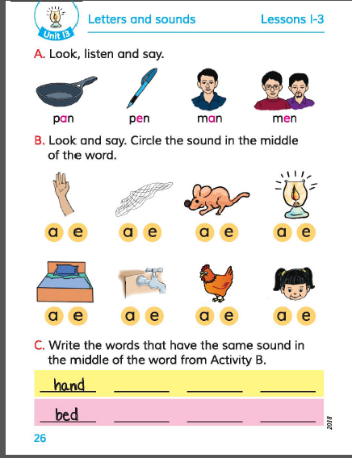 Unit 13
Letters and sounds
Lessons 1-3
A. Look, listen and say.
pan pen man men
B. Look and say. Circle the sound in the middle
of the word.
a e a e a e a e
a e a e a e a e
C. Write the words that have the same sound in
the middle of the word from Activity B.
hand
bed
2018
26